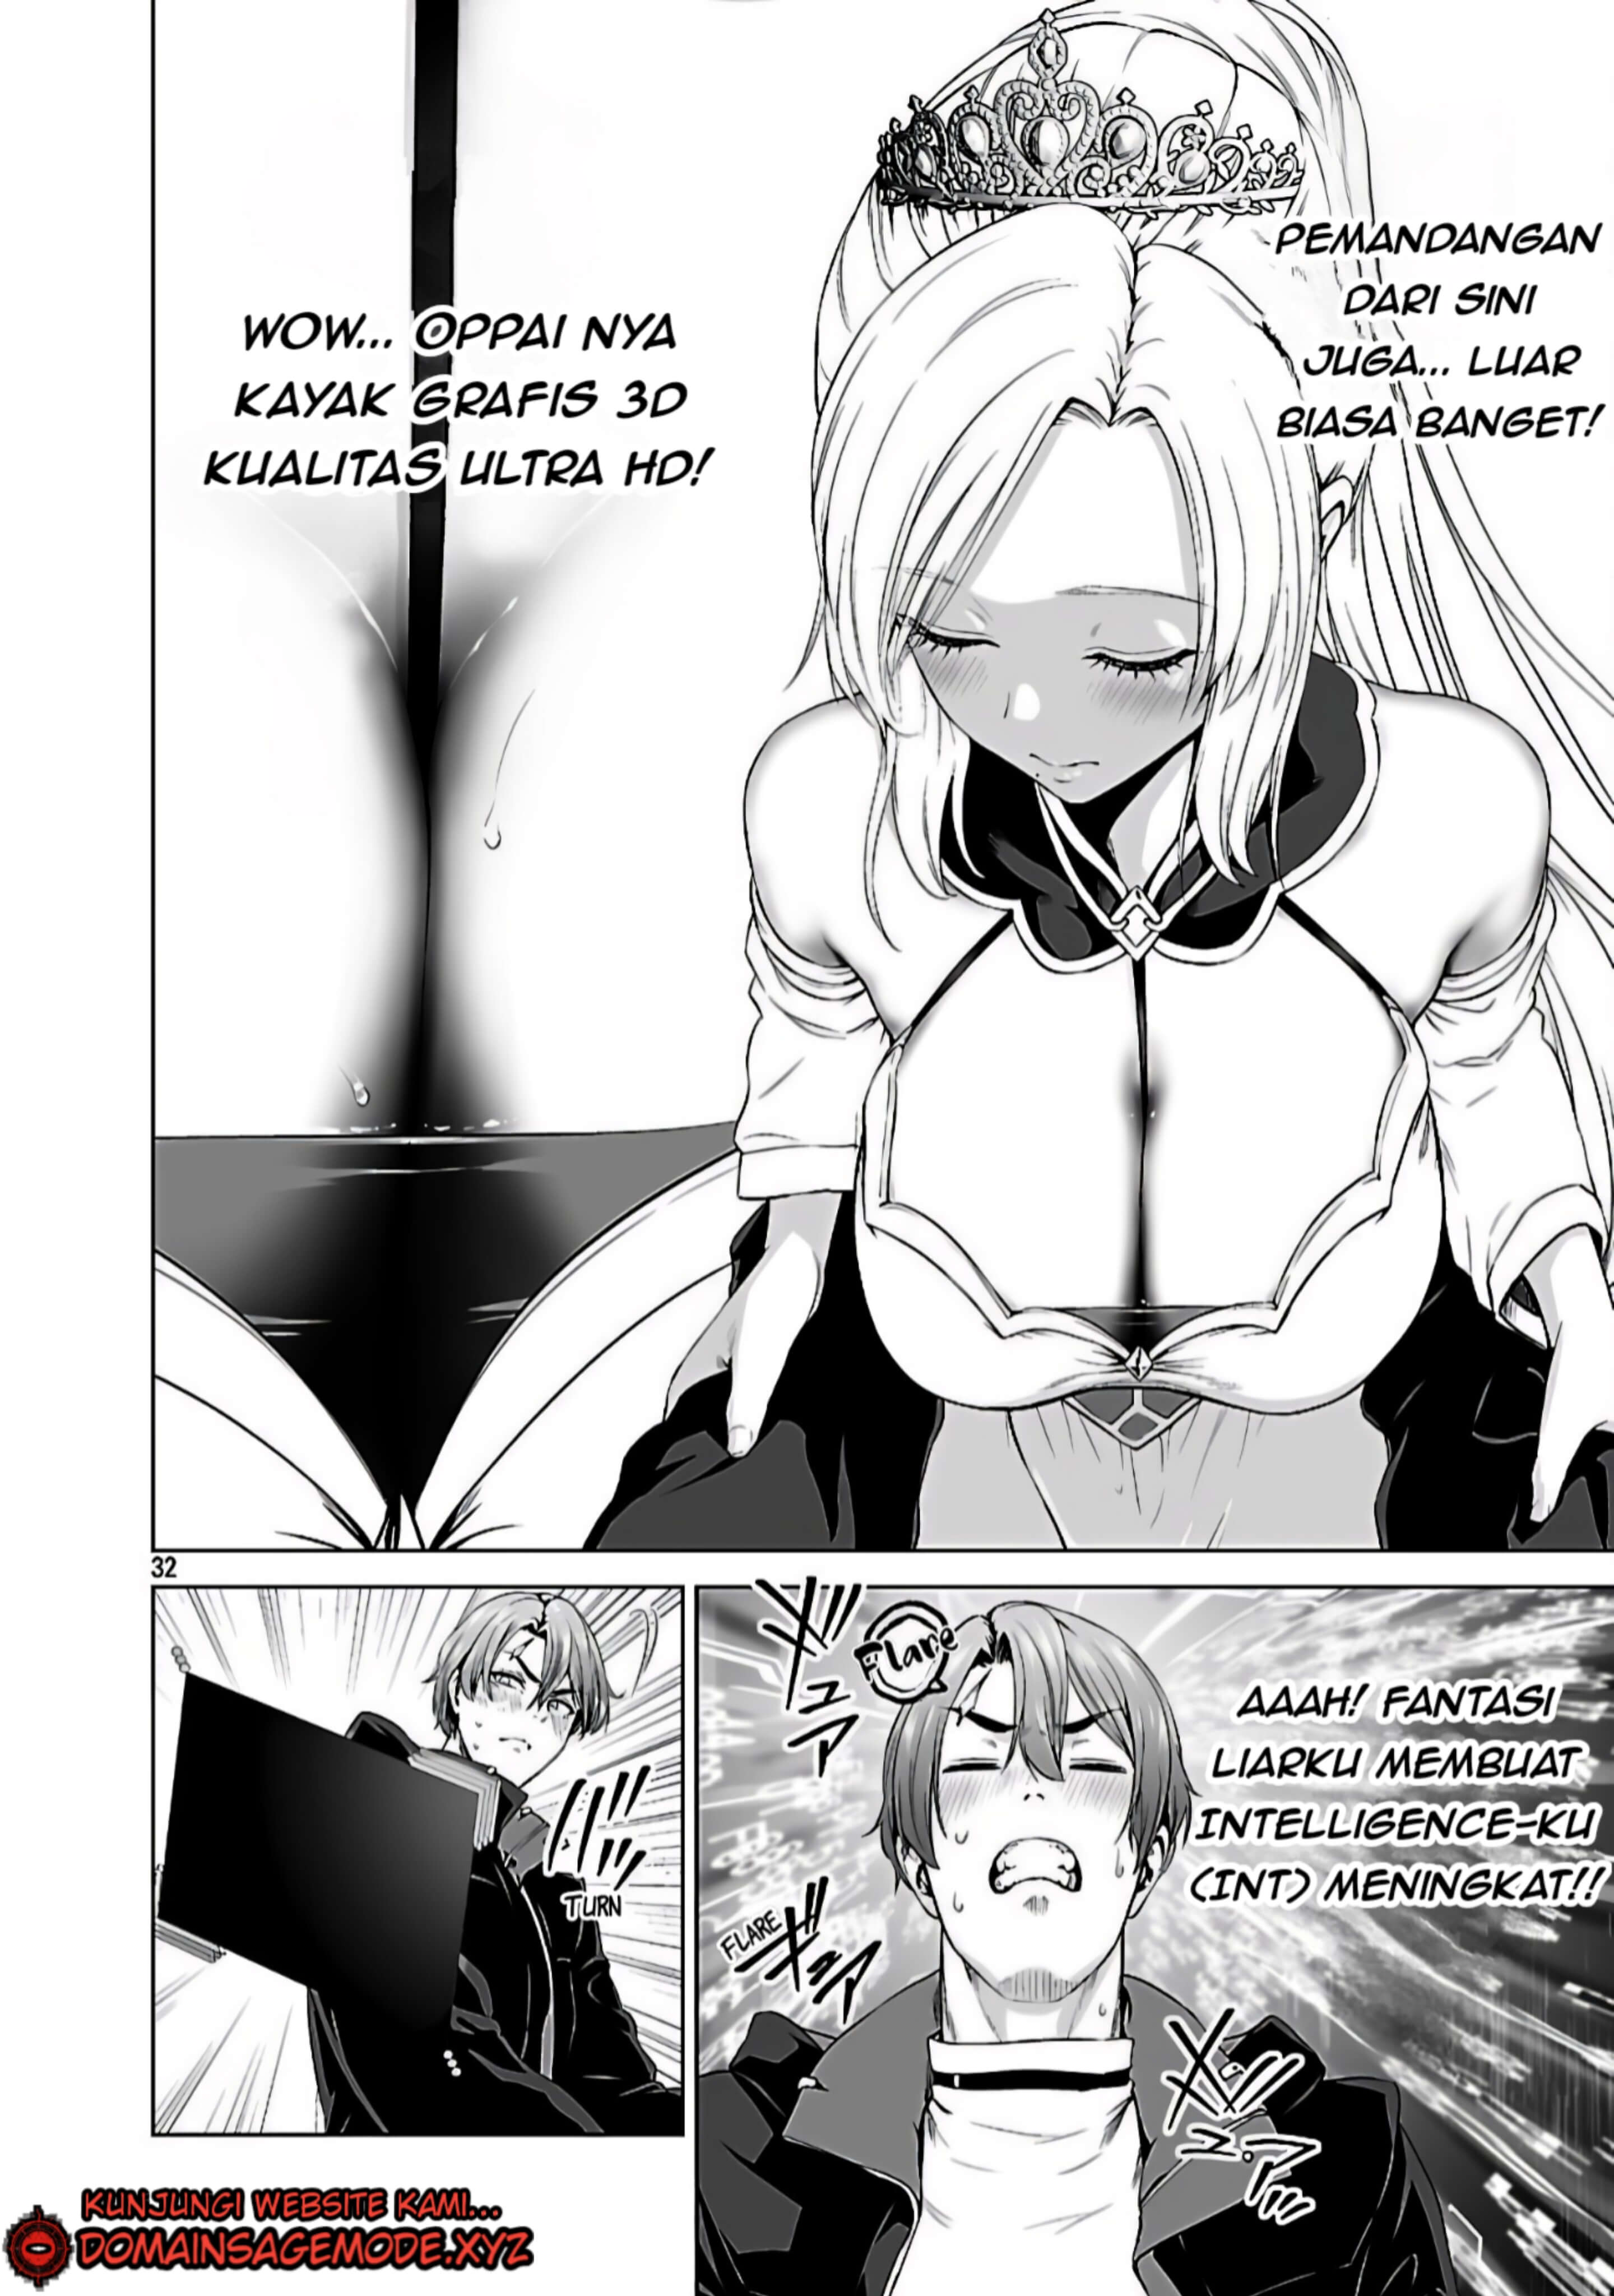 PEMANDANGAN
DARI SINI
JUGA... LUAR
BIASA BANGET!
WOW... OPPAI NYA
KAYAK GRAFIS 3D
KUALITAS ULTRA HD!
32
Flare
AAAH! FANTASI
LIARKU MEMBUAT
INTELLIGENCE-KU
(INT) MENINGKAT!!
FLARE
TURN
KUNJUNGI WEBSITE KAMI...
DOMAINSAGEMODE.XYZ